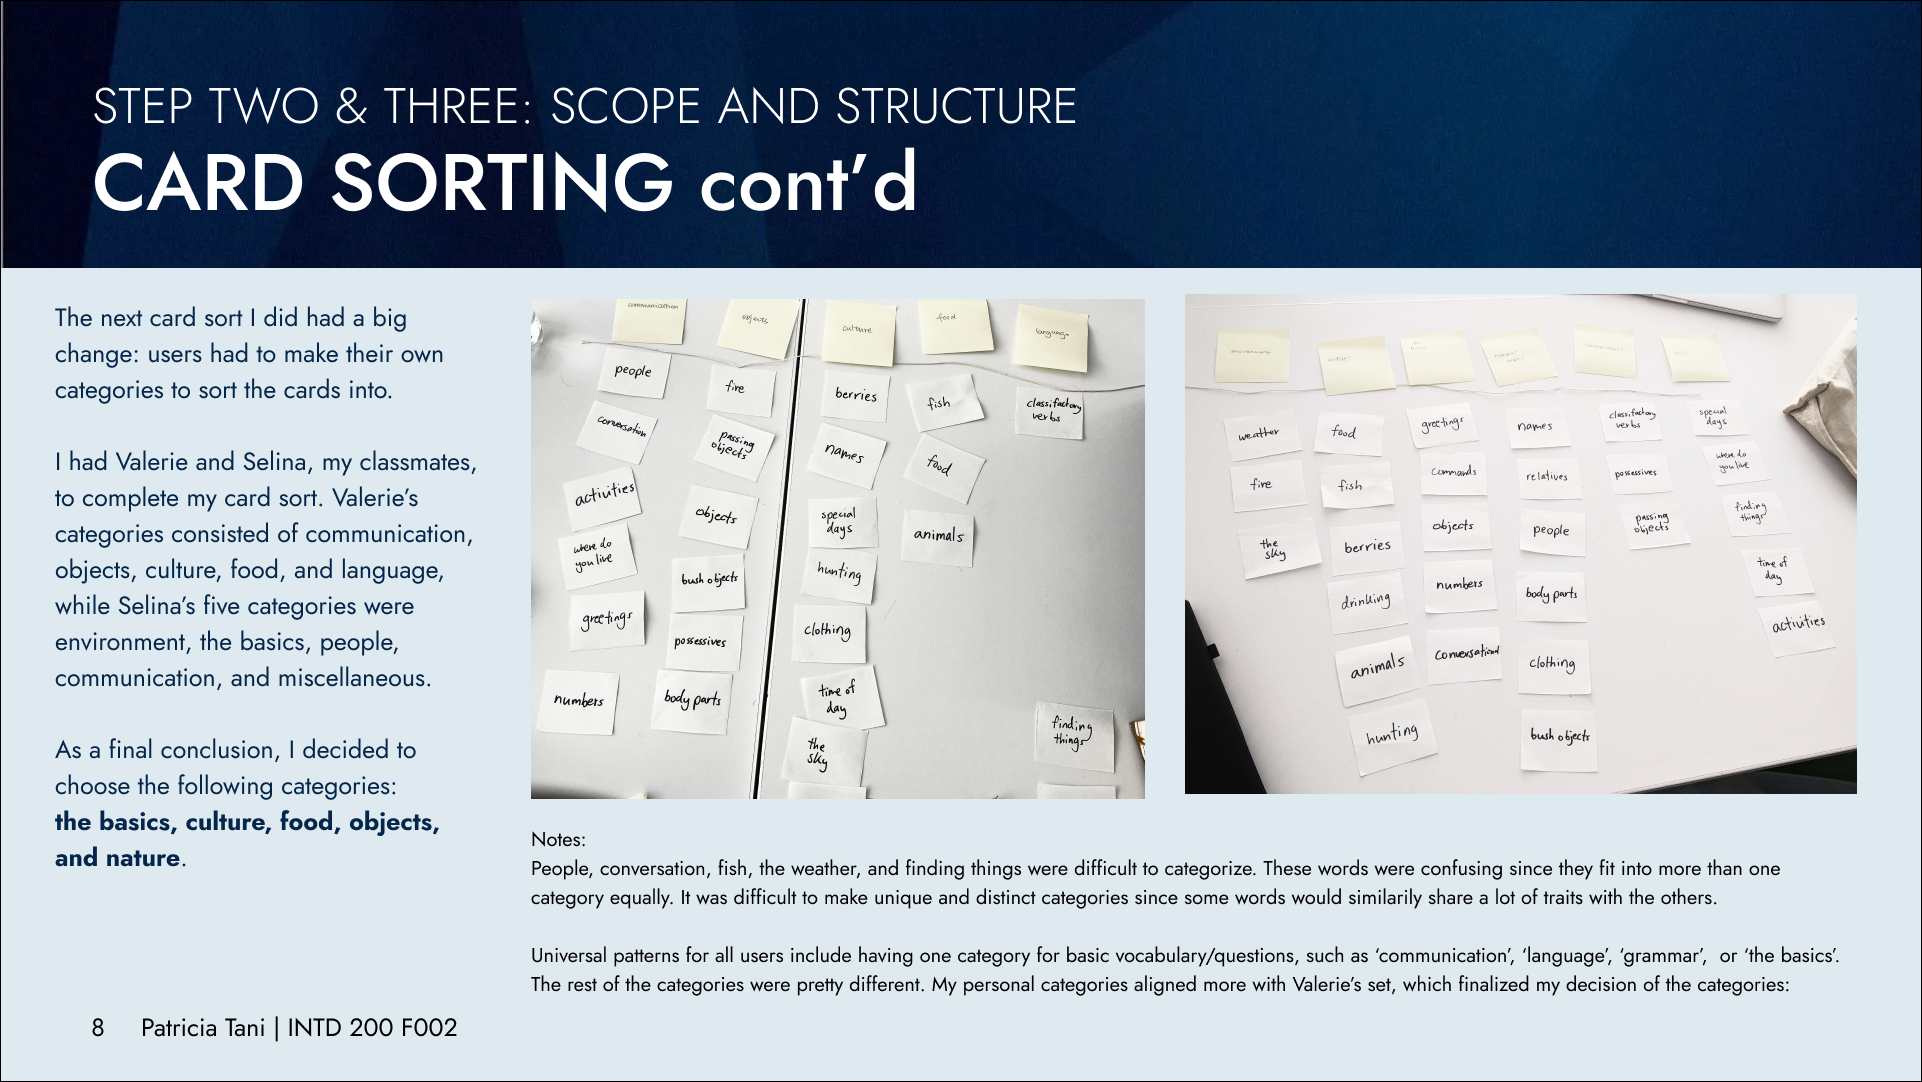 STEP TWO & THREE: SCOPE AND STRUCTURE
CARD SORTING cont’d
The next card sort I did had a big
change: users had to make their own
categories to sort the cards into.
I had Valerie and Selina, my classmates,
to complete my card sort. Valerie’s
categories consisted of communication,
objects, culture, food, and language,
while Selina’s five categories were
environment, the basics, people,
communication, and miscellaneous.
As a final conclusion, I decided to
choose the following categories:
the basics, culture, food, objects,
and nature.
communication
objects
culture
food
language
people
conversation
activities
where do
you live
greetings
numbers
fire
passing
objects
objects
bush objects
possessives
body parts
berries
names
special
days
hunting
clothing
time of
day
the
sky
fish
food
animals
classifactory
verbs
finding
things
weather
fire
the
sky
food
fish
berries
drinking
animals
hunting
greetings
commands
objects
numbers
conversational
names
relatives
people
body parts
clothing
bush objects
classifactory
verbs
possessives
passing
objects
special
days
where do
you live
finding
things
time of
day
activities
Notes:
People, conversation, fish, the weather, and finding things were difficult to categorize. These words were confusing since they fit into more than one
category equally. It was difficult to make unique and distinct categories since some words would similarily share a lot of traits with the others.
Universal patterns for all users include having one category for basic vocabulary/questions, such as ‘communication’, ‘language’, ‘grammar’,  or ‘the basics’.
The rest of the categories were pretty different. My personal categories aligned more with Valerie’s set, which finalized my decision of the categories:
8 Patricia Tani | INTD 200 F002